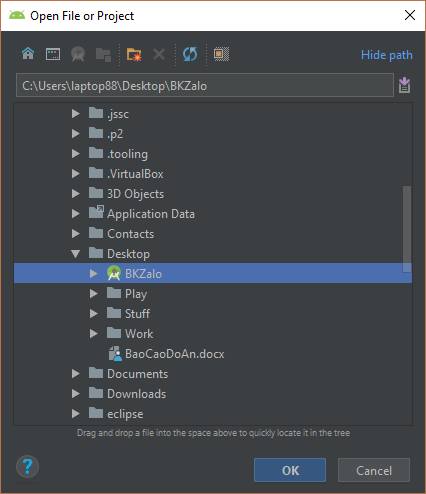 Open File or Project
Hide path
C:\Users\laptop88\Desktop\BKZalo
.jssc
.p2
.tooling
.VirtualBox
3D Objects
Application Data
Contacts
Desktop
BKZalo
Play
Stuff
Work
BaoCaoDoAn.docx
Documents
Downloads
eclipse
Drag and drop a file into the space above to quickly locate it in the tree
?
OK
Cancel